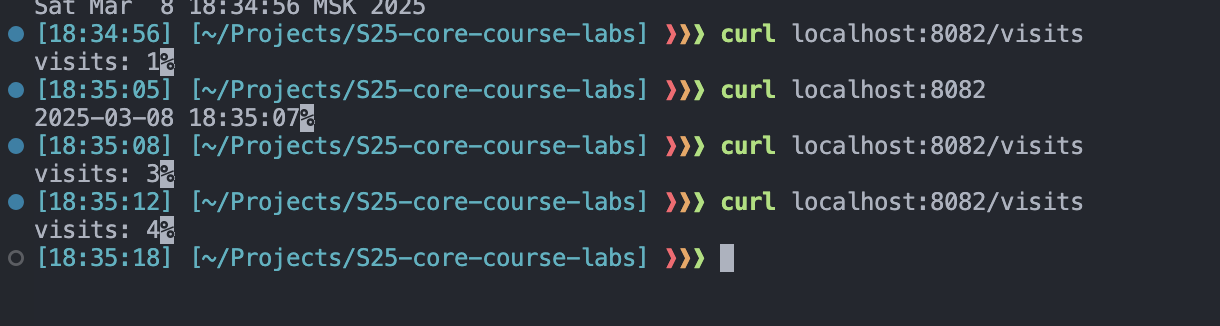 Sat Mar  8 18:34:56 MSK 2025
[18:34:56] [~/Projects/S25-core-course-labs] ❯❯❯ curl localhost:8082/visits
visits: 1%
[18:35:05] [~/Projects/S25-core-course-labs] ❯❯❯ curl localhost:8082
2025-03-08 18:35:07%
[18:35:08] [~/Projects/S25-core-course-labs] ❯❯❯ curl localhost:8082/visits
visits: 3%
[18:35:12] [~/Projects/S25-core-course-labs] ❯❯❯ curl localhost:8082/visits
visits: 4%
[18:35:18] [~/Projects/S25-core-course-labs] ❯❯❯